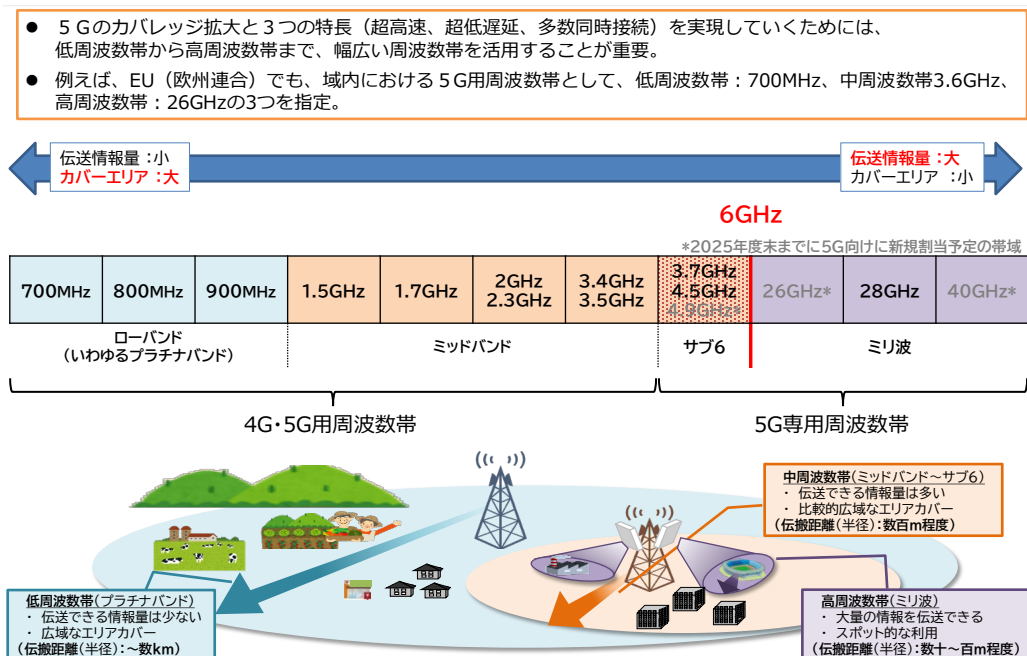 ● 5Gのカバレッジ拡大と3つの特長（超高速、超低遅延、多数同時接続）を実現していくためには、
低周波数帯から高周波数帯まで、幅広い周波数帯を活用することが重要。
● 例えば、EU（欧州連合）でも、域内における5G用周波数帯として、低周波数帯：700MHz、中周波数帯3.6GHz、
高周波数帯：26GHzの3つを指定。
伝送情報量：小
カバーエリア：大
伝送情報量：大
カバーエリア：小
6GHz
*2025年度末までに5G向けに新規割当予定の帯域
700MHz
800MHz
900MHz
1.5GHz
1.7GHz
2GHz
2.3GHz
3.4GHz
3.5GHz
3.7GHz
4.5GHz
4.9GHz*
26GHz*
28GHz
40GHz*
ローバンド
（いわゆるプラチナバンド）
ミッドバンド
サブ6
ミリ波
4G・5G用周波数帯
5G専用周波数帯
中周波数帯(ミッドバンド～サブ6)
・ 伝送できる情報量は多い
・ 比較的広域なエリアカバー
(伝搬距離(半径)：数百m程度)
低周波数帯(プラチナバンド)
・ 伝送できる情報量は少ない
・ 広域なエリアカバー
(伝搬距離(半径)：～数km)
高周波数帯(ミリ波)
・ 大量の情報を伝送できる
・ スポット的な利用
(伝搬距離(半径)：数十～百m程度)